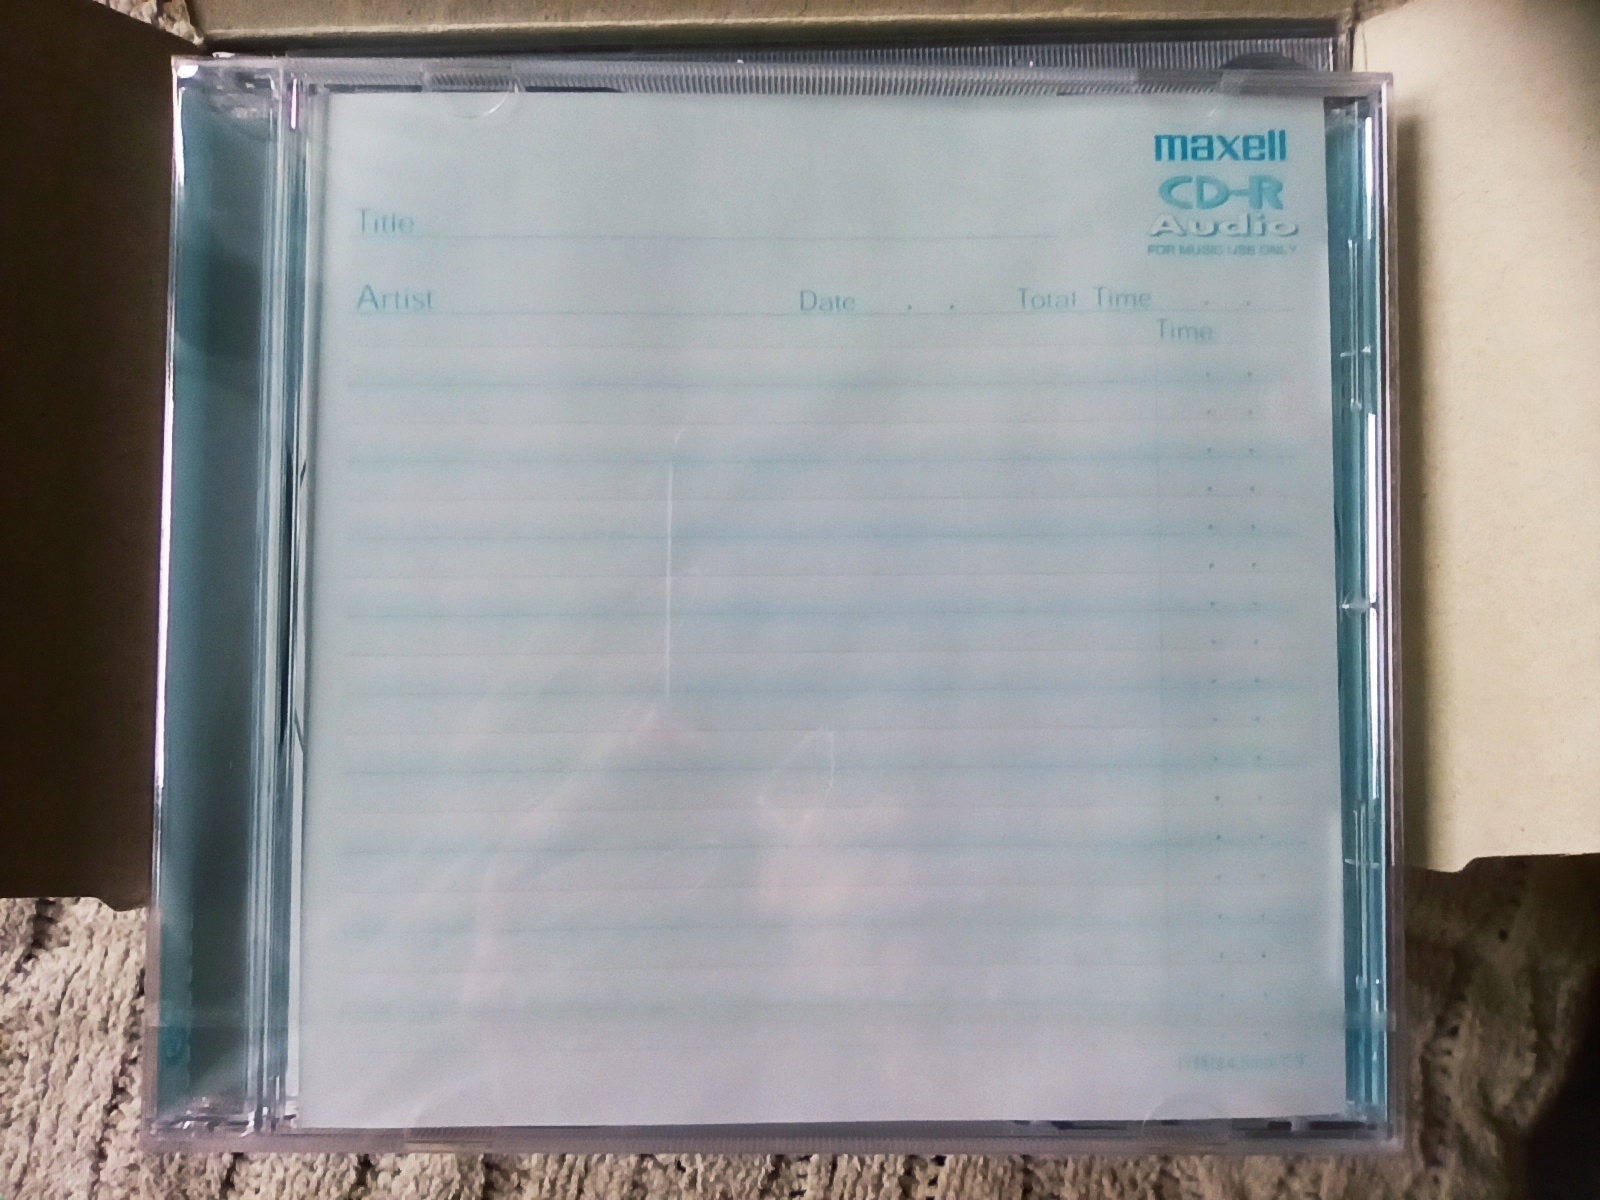 maxell
CD-R
Audio
FOR MUSIC USE ONLY
Title
Artist Date . . Total Time . .
Time